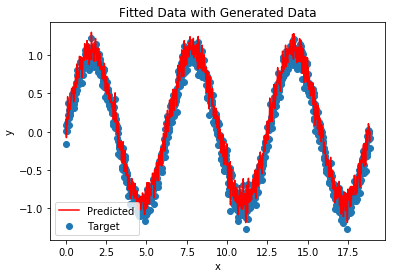 Fitted Data with Generated Data
1.0
0.5
0.0
-0.5
-1.0
y
Predicted
Target
0.0 2.5 5.0 7.5 10.0 12.5 15.0 17.5
x